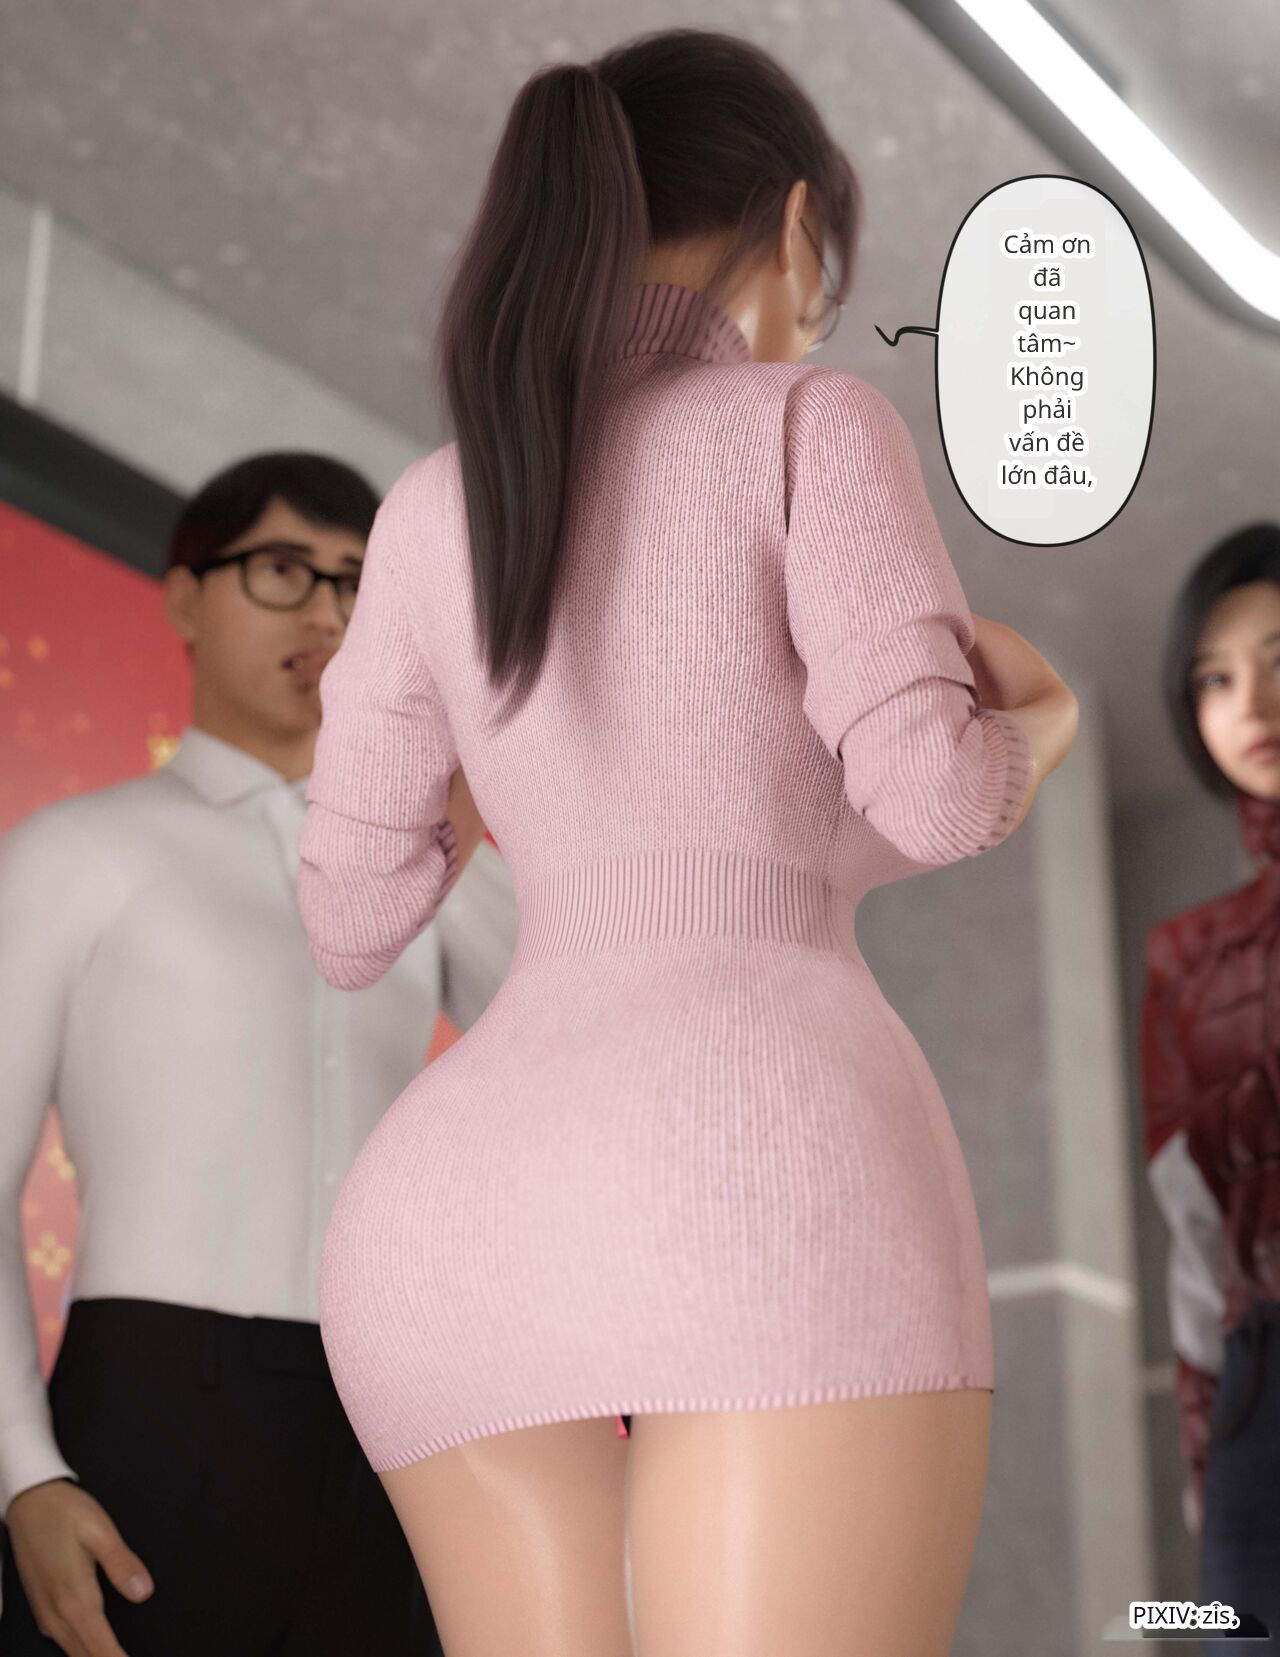 Cảm ơn
đã
quan
tâm~
Không
phải
vấn đề
lớn đâu,
PIXIV:zis,